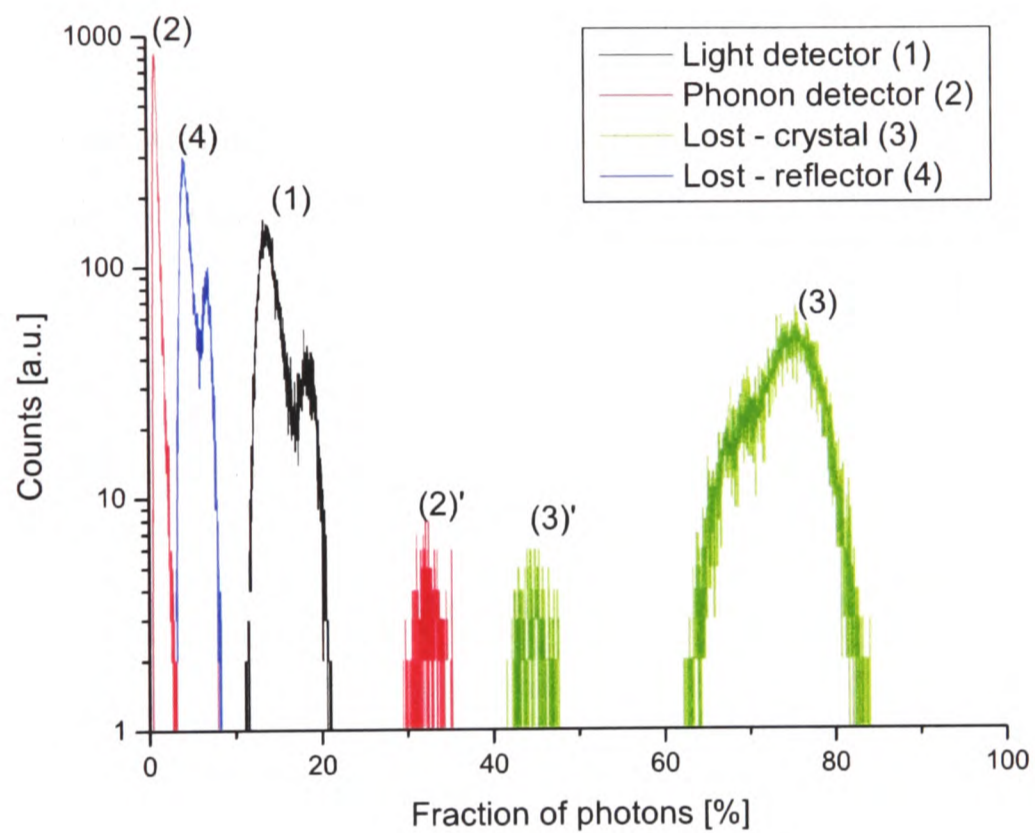 1000
100
10
1
Counts [a.u.]
(2)
(4)
(1)
(2)'
(3)'
(3)
Light detector (1)
Phonon detector (2)
Lost - crystal (3)
Lost - reflector (4)
0 20 40 60 80 100
Fraction of photons [%]